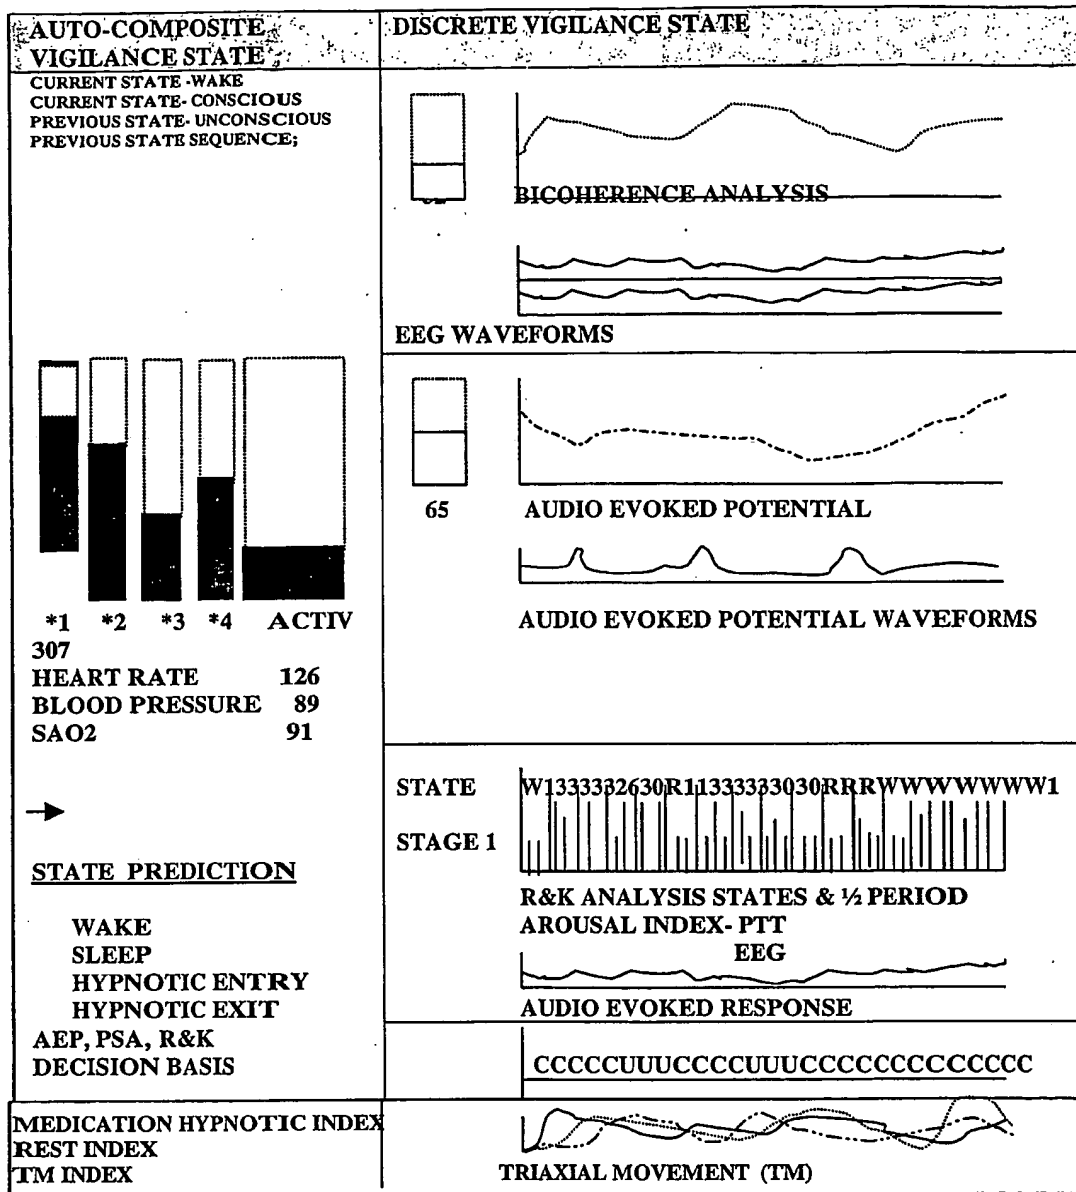 AUTO-COMPOSITE
VIGILANCE STATE
CURRENT STATE -WAKE
CURRENT STATE- CONSCIOUS
PREVIOUS STATE- UNCONSCIOUS
PREVIOUS STATE SEQUENCE;
*1 *2 *3 *4 ACTIV
307
HEART RATE 126
BLOOD PRESSURE 89
SAO2 91
STATE PREDICTION
WAKE
SLEEP
HYPNOTIC ENTRY
HYPNOTIC EXIT
AEP, PSA, R&K
DECISION BASIS
MEDICATION HYPNOTIC INDEX
REST INDEX
TM INDEX
DISCRETE VIGILANCE STATE
BICOHERENCE ANALYSIS
EEG WAVEFORMS
65 AUDIO EVOKED POTENTIAL
AUDIO EVOKED POTENTIAL WAVEFORMS
STATE W1333332630R11333333030RRRWWWWWWWW1
STAGE 1
R&K ANALYSIS STATES & ½ PERIOD
AROUSAL INDEX- PTT
EEG
AUDIO EVOKED RESPONSE
CCCCCUUUCCCCUUUCCCCCCCCCCCCCC
TRIAXIAL MOVEMENT (TM)